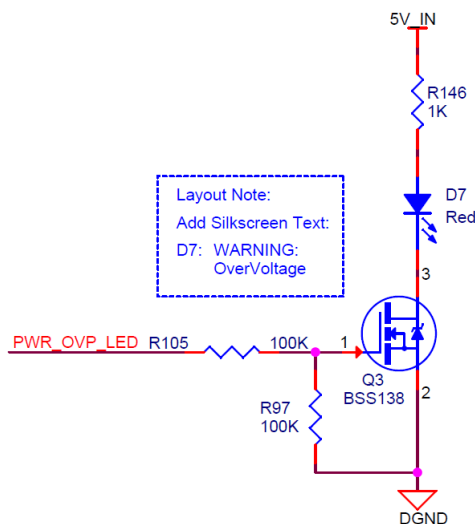 5V_IN
R146
1K
Layout Note:
Add Silkscreen Text:
D7: WARNING:
OverVoltage
D7
Red
3
PWR_OVP_LED R105 100K 1
Q3
BSS138
2
R97
100K
DGND